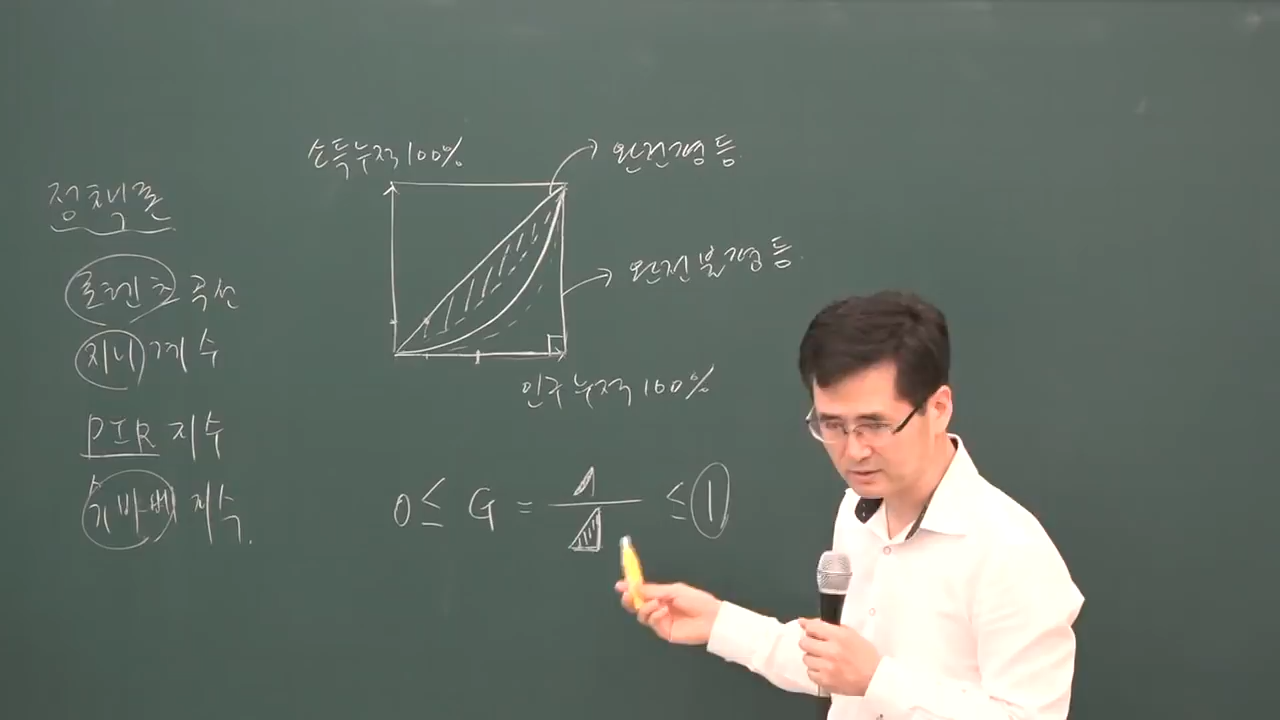 정책론
로렌츠 곡선
지니계수
PIR 지수
슈바베 지수.
소득누적 100%
완전평등.
완전불평등.
인구누적 100%
0 ≤ G = ≤ 1